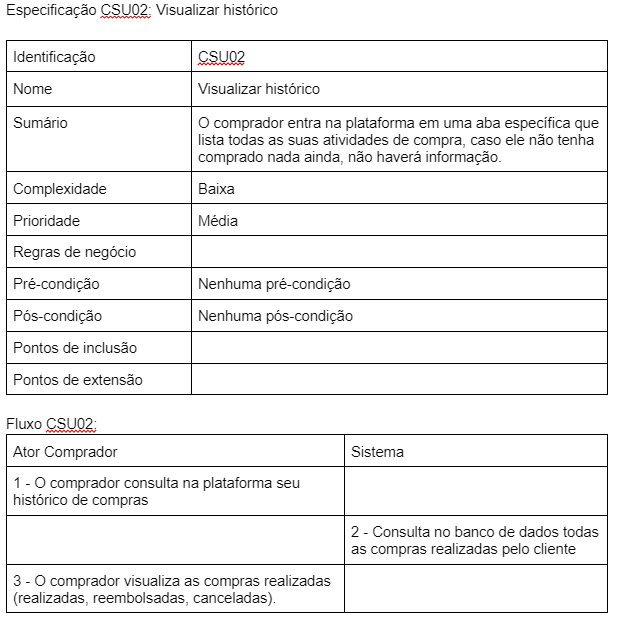 Especificação CSU02: Visualizar histórico
Identificação CSU02
Nome Visualizar histórico
Sumário O comprador entra na plataforma em uma aba específica que
lista todas as suas atividades de compra, caso ele não tenha
comprado nada ainda, não haverá informação.
Complexidade Baixa
Prioridade Média
Regras de negócio
Pré-condição Nenhuma pré-condição
Pós-condição Nenhuma pós-condição
Pontos de inclusão
Pontos de extensão
Fluxo CSU02:
Ator Comprador Sistema
1 - O comprador consulta na plataforma seu
histórico de compras
2 - Consulta no banco de dados todas
as compras realizadas pelo cliente
3 - O comprador visualiza as compras realizadas
(realizadas, reembolsadas, canceladas).